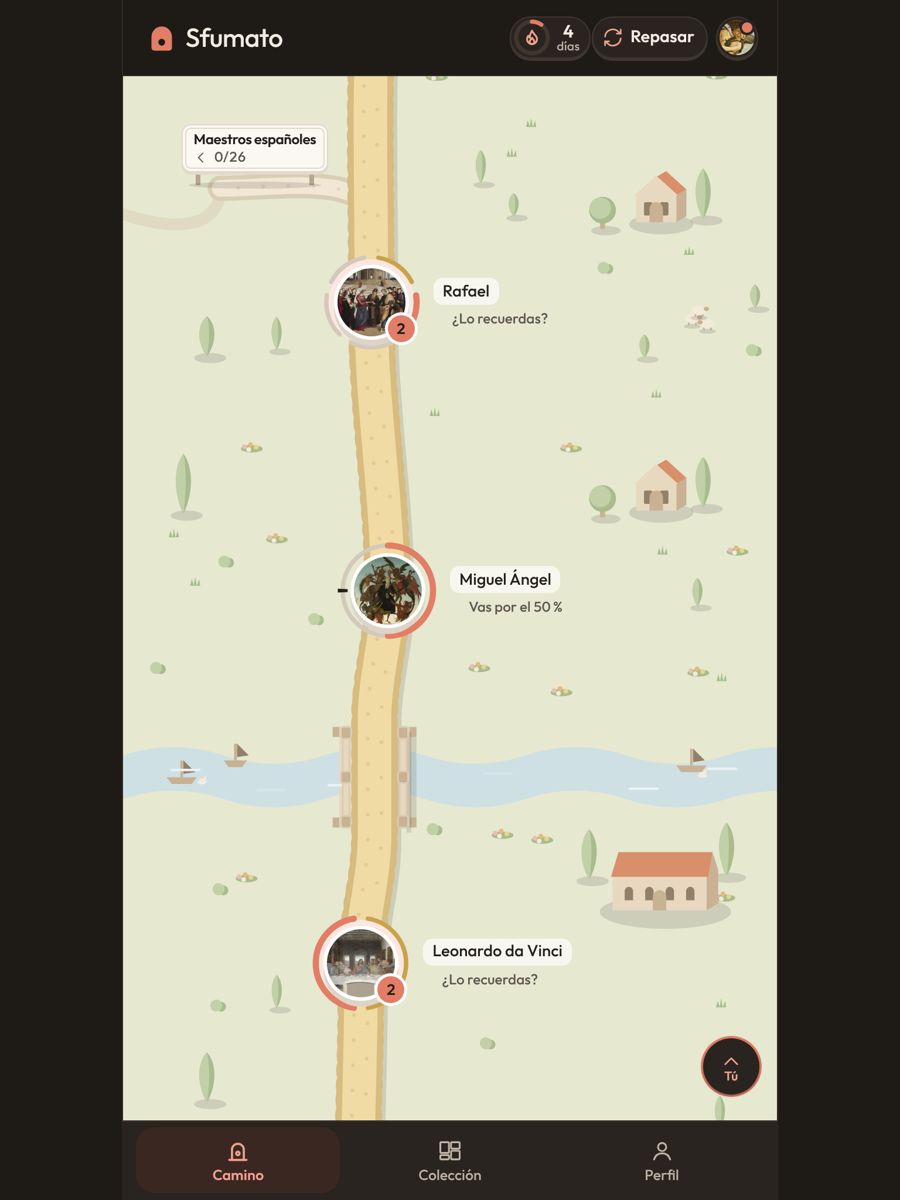 Sfumato
4
días
Repasar
Maestros españoles
0/26
Rafael
¿Lo recuerdas?
2
Miguel Ángel
Vas por el 50 %
Leonardo da Vinci
¿Lo recuerdas?
2
Tú
Camino
Colección
Perfil